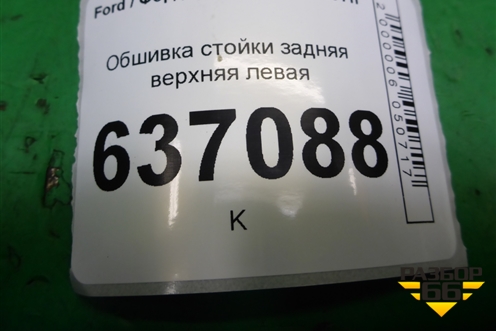 Ford /
Обшивка стойки задняя
верхняя левая
637088
K
2000006050717
РАЗБОР
66